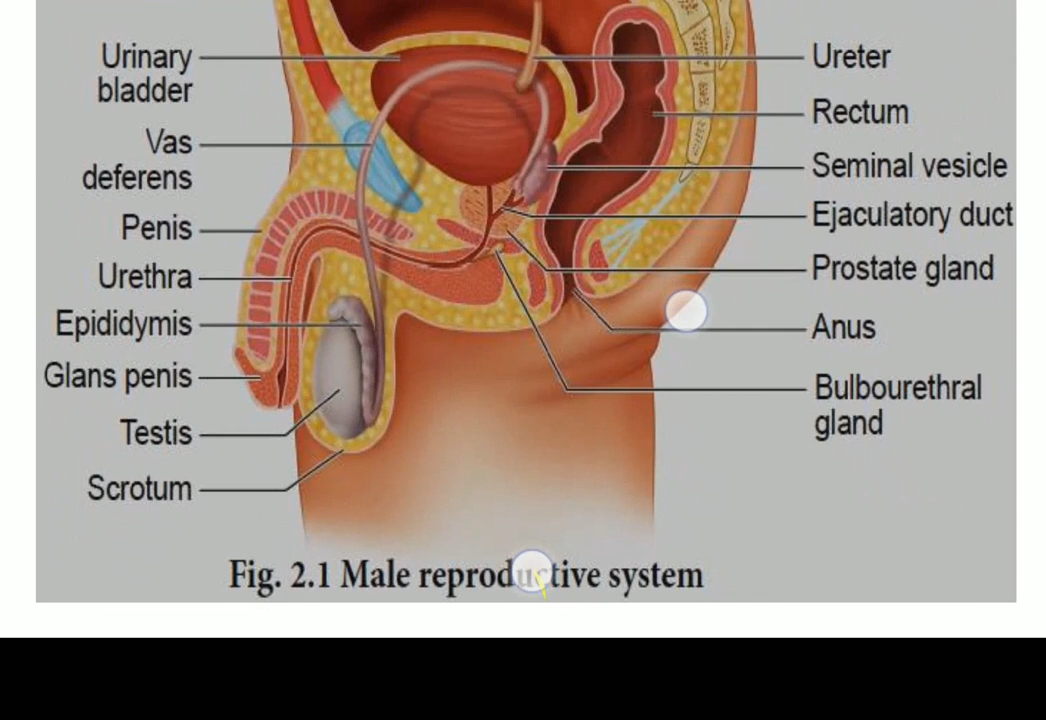 Urinary
bladder
Vas
deferens
Penis
Urethra
Epididymis
Glans penis
Testis
Scrotum
Ureter
Rectum
Seminal vesicle
Ejaculatory duct
Prostate gland
Anus
Bulbourethral
gland
Fig. 2.1 Male reproductive system